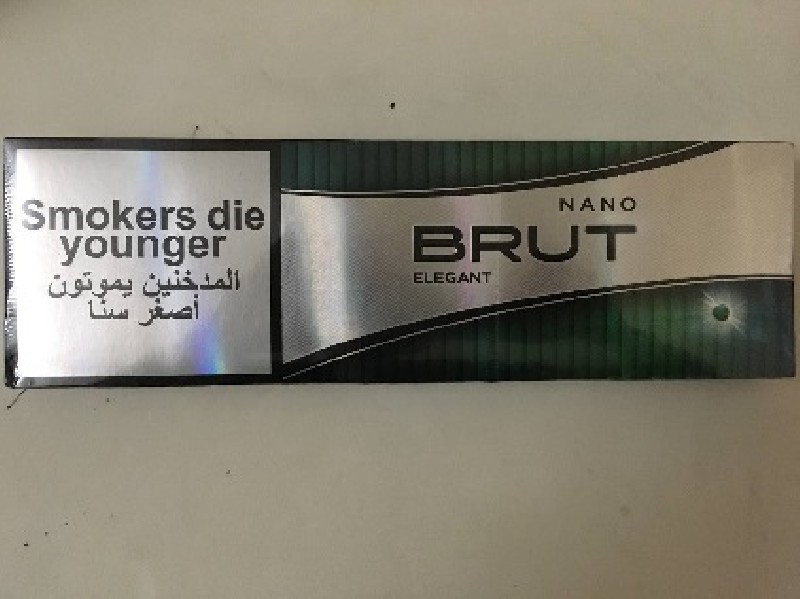 Smokers die
younger
المدخنين يموتون
أصغر سنا
NANO
BRUT
ELEGANT